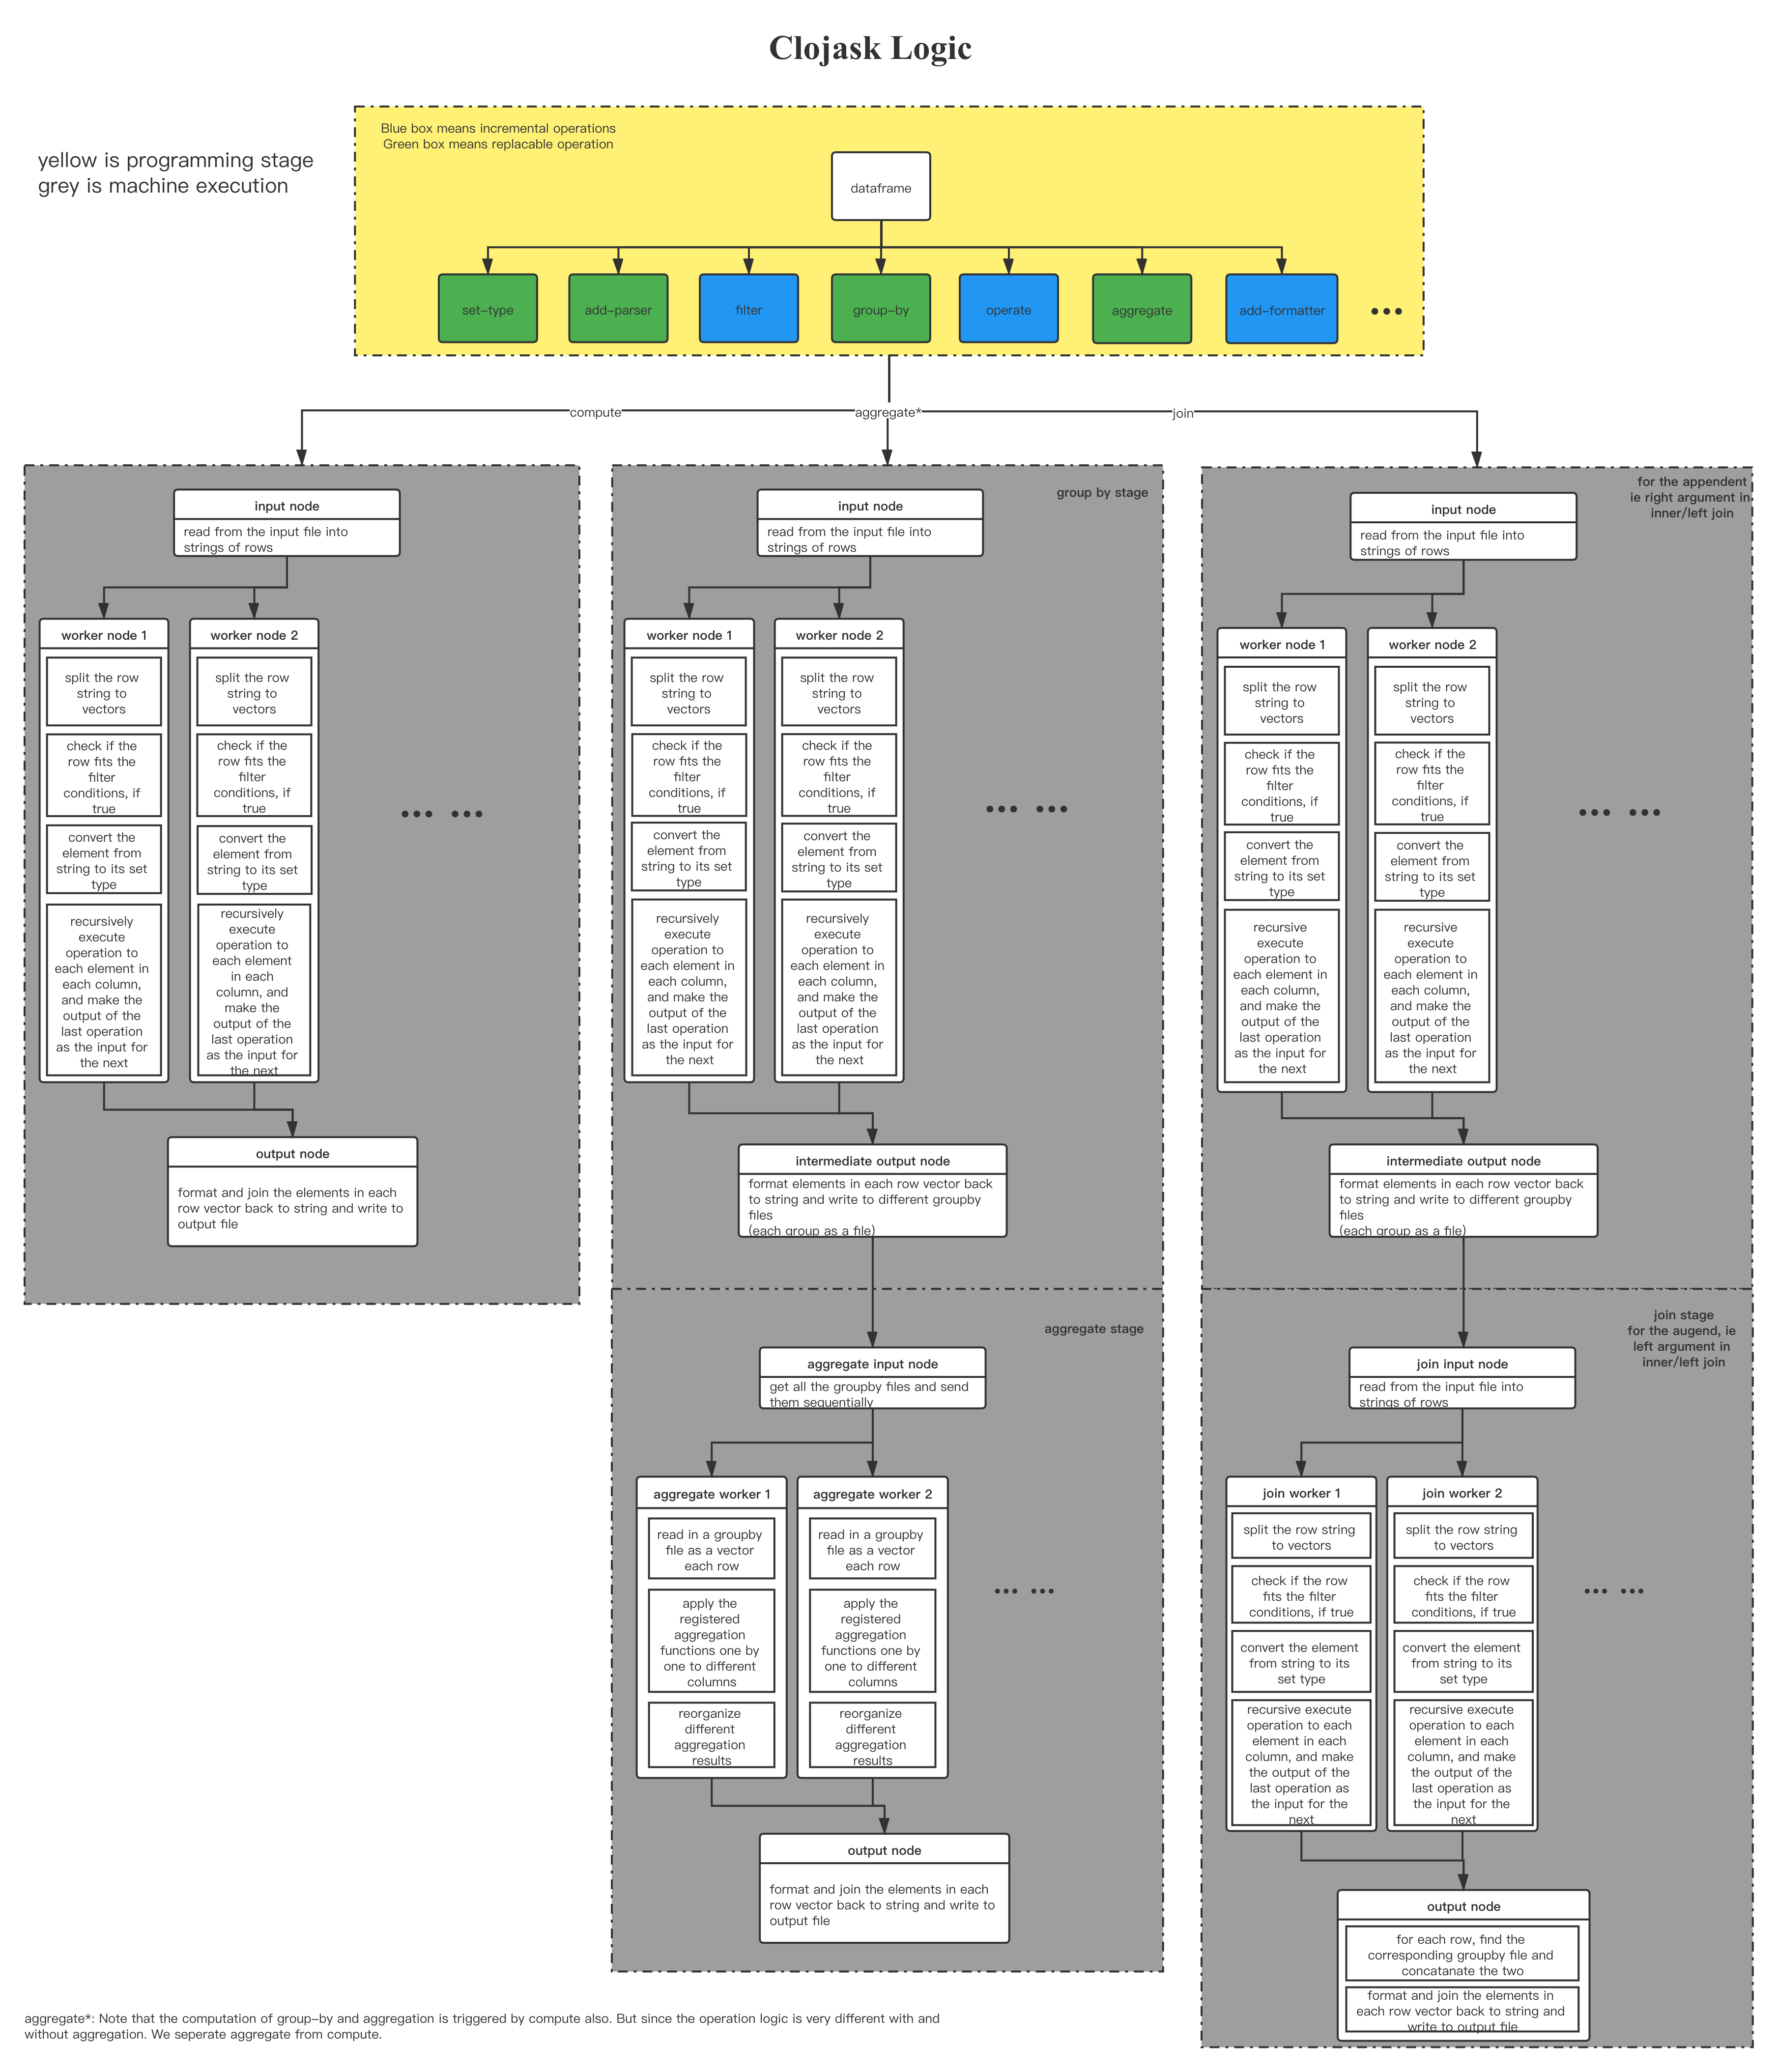 Clojask Logic
yellow is programming stage
grey is machine execution
Blue box means incremental operations
Green box means replacable operation
dataframe
set-type
add-parser
filter
group-by
operate
aggregate
add-formatter
compute
aggregate*
join
input node
read from the input file into
strings of rows
worker node 1
split the row
string to
vectors
check if the
row fits the
filter
conditions, if
true
convert the
element from
string to its set
type
recursively
execute
operation to
each element in
each column,
and make the
output of the
last operation
as the input for
the next
worker node 2
split the row
string to
vectors
check if the
row fits the
filter
conditions, if
true
convert the
element from
string to its set
type
recursively
execute
operation to
each element
in each
column, and
make the
output of the
last operation
as the input for
the next
output node
format and join the elements in each
row vector back to string and write to
output file
group by stage
input node
read from the input file into
strings of rows
worker node 1
split the row
string to
vectors
check if the
row fits the
filter
conditions, if
true
convert the
element from
string to its set
type
recursively
execute
operation to
each element in
each column,
and make the
output of the
last operation
as the input for
the next
worker node 2
split the row
string to
vectors
check if the
row fits the
filter
conditions, if
true
convert the
element from
string to its set
type
recursively
execute
operation to
each element in
each column,
and make the
output of the
last operation
as the input for
the next
intermediate output node
format elements in each row vector back
to string and write to different groupby
files
(each group as a file)
aggregate stage
aggregate input node
get all the groupby files and send
them sequentially
aggregate worker 1
read in a groupby
file as a vector
each row
apply the
registered
aggregation
functions one by
one to different
columns
reorganize
different
aggregation
results
aggregate worker 2
read in a groupby
file as a vector
each row
apply the
registered
aggregation
functions one by
one to different
columns
reorganize
different
aggregation
results
output node
format and join the elements in each
row vector back to string and write to
output file
for the appendent
ie right argument in
inner/left join
input node
read from the input file into
strings of rows
worker node 1
split the row
string to
vectors
check if the
row fits the
filter
conditions, if
true
convert the
element from
string to its set
type
recursive
execute
operation to
each element in
each column,
and make the
output of the
last operation
as the input for
the next
worker node 2
split the row
string to
vectors
check if the
row fits the
filter
conditions, if
true
convert the
element from
string to its set
type
recursive
execute
operation to
each element in
each column,
and make the
output of the
last operation
as the input for
the next
intermediate output node
format elements in each row vector back
to string and write to different groupby
files
(each group as a file)
join stage
for the augend, ie
left argument in
inner/left join
join input node
read from the input file into
strings of rows
join worker 1
split the row string
to vectors
check if the row
fits the filter
conditions, if true
convert the element
from string to its
set type
recursive execute
operation to each
element in each
column, and make
the output of the
last operation as
the input for the
next
join worker 2
split the row string
to vectors
check if the row
fits the filter
conditions, if true
convert the element
from string to its
set type
recursive execute
operation to each
element in each
column, and make
the output of the
last operation as
the input for the
next
output node
for each row, find the
corresponding groupby file and
concatanate the two
format and join the elements in
each row vector back to string and
write to output file
aggregate*: Note that the computation of group-by and aggregation is triggered by compute also. But since the operation logic is very different with and
without aggregation. We seperate aggregate from compute.